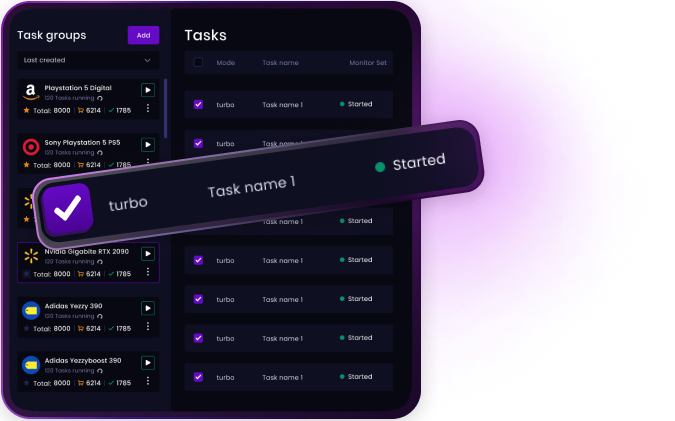 Task groups
Add
Last created
Playstation 5 Digital
120 Tasks running
Total: 8000 6214 1785
Sony Playstation 5 PS5
120 Tasks running
Total: 8000 6214 1785
Nvidia Gigabite RTX 2090
120 Tasks running
Total: 8000 6214 1785
Adidas Yezzy 390
120 Tasks running
Total: 8000 6214 1785
Adidas Yezzyboost 390
120 Tasks running
Total: 8000 6214 1785
Tasks
Mode Task name Monitor Set
turbo Task name 1 Started
turbo Task name 1
turbo Task name 1 Started
Task name 1 Started
turbo Task name 1 Started
turbo Task name 1 Started
turbo Task name 1 Started
turbo Task name 1 Started